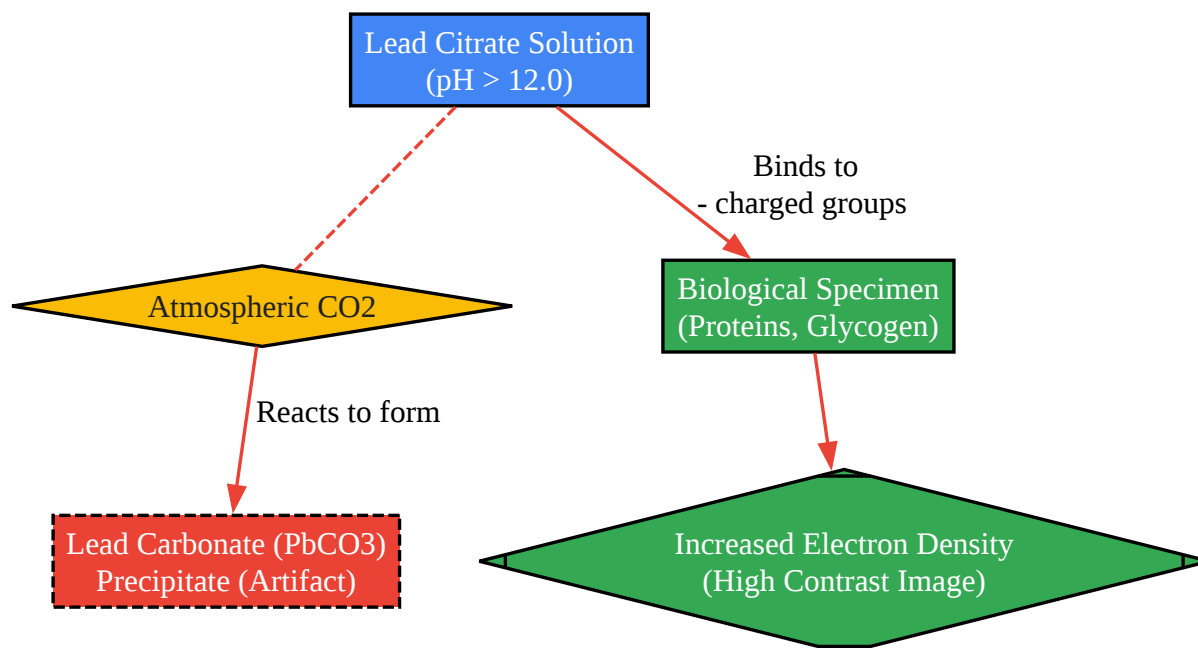 Lead Citrate Solution
(pH > 12.0)
Binds to
- charged groups
Atmospheric CO2
Biological Specimen
(Proteins, Glycogen)
Reacts to form
Lead Carbonate (PbCO3)
Precipitate (Artifact)
Increased Electron Density
(High Contrast Image)